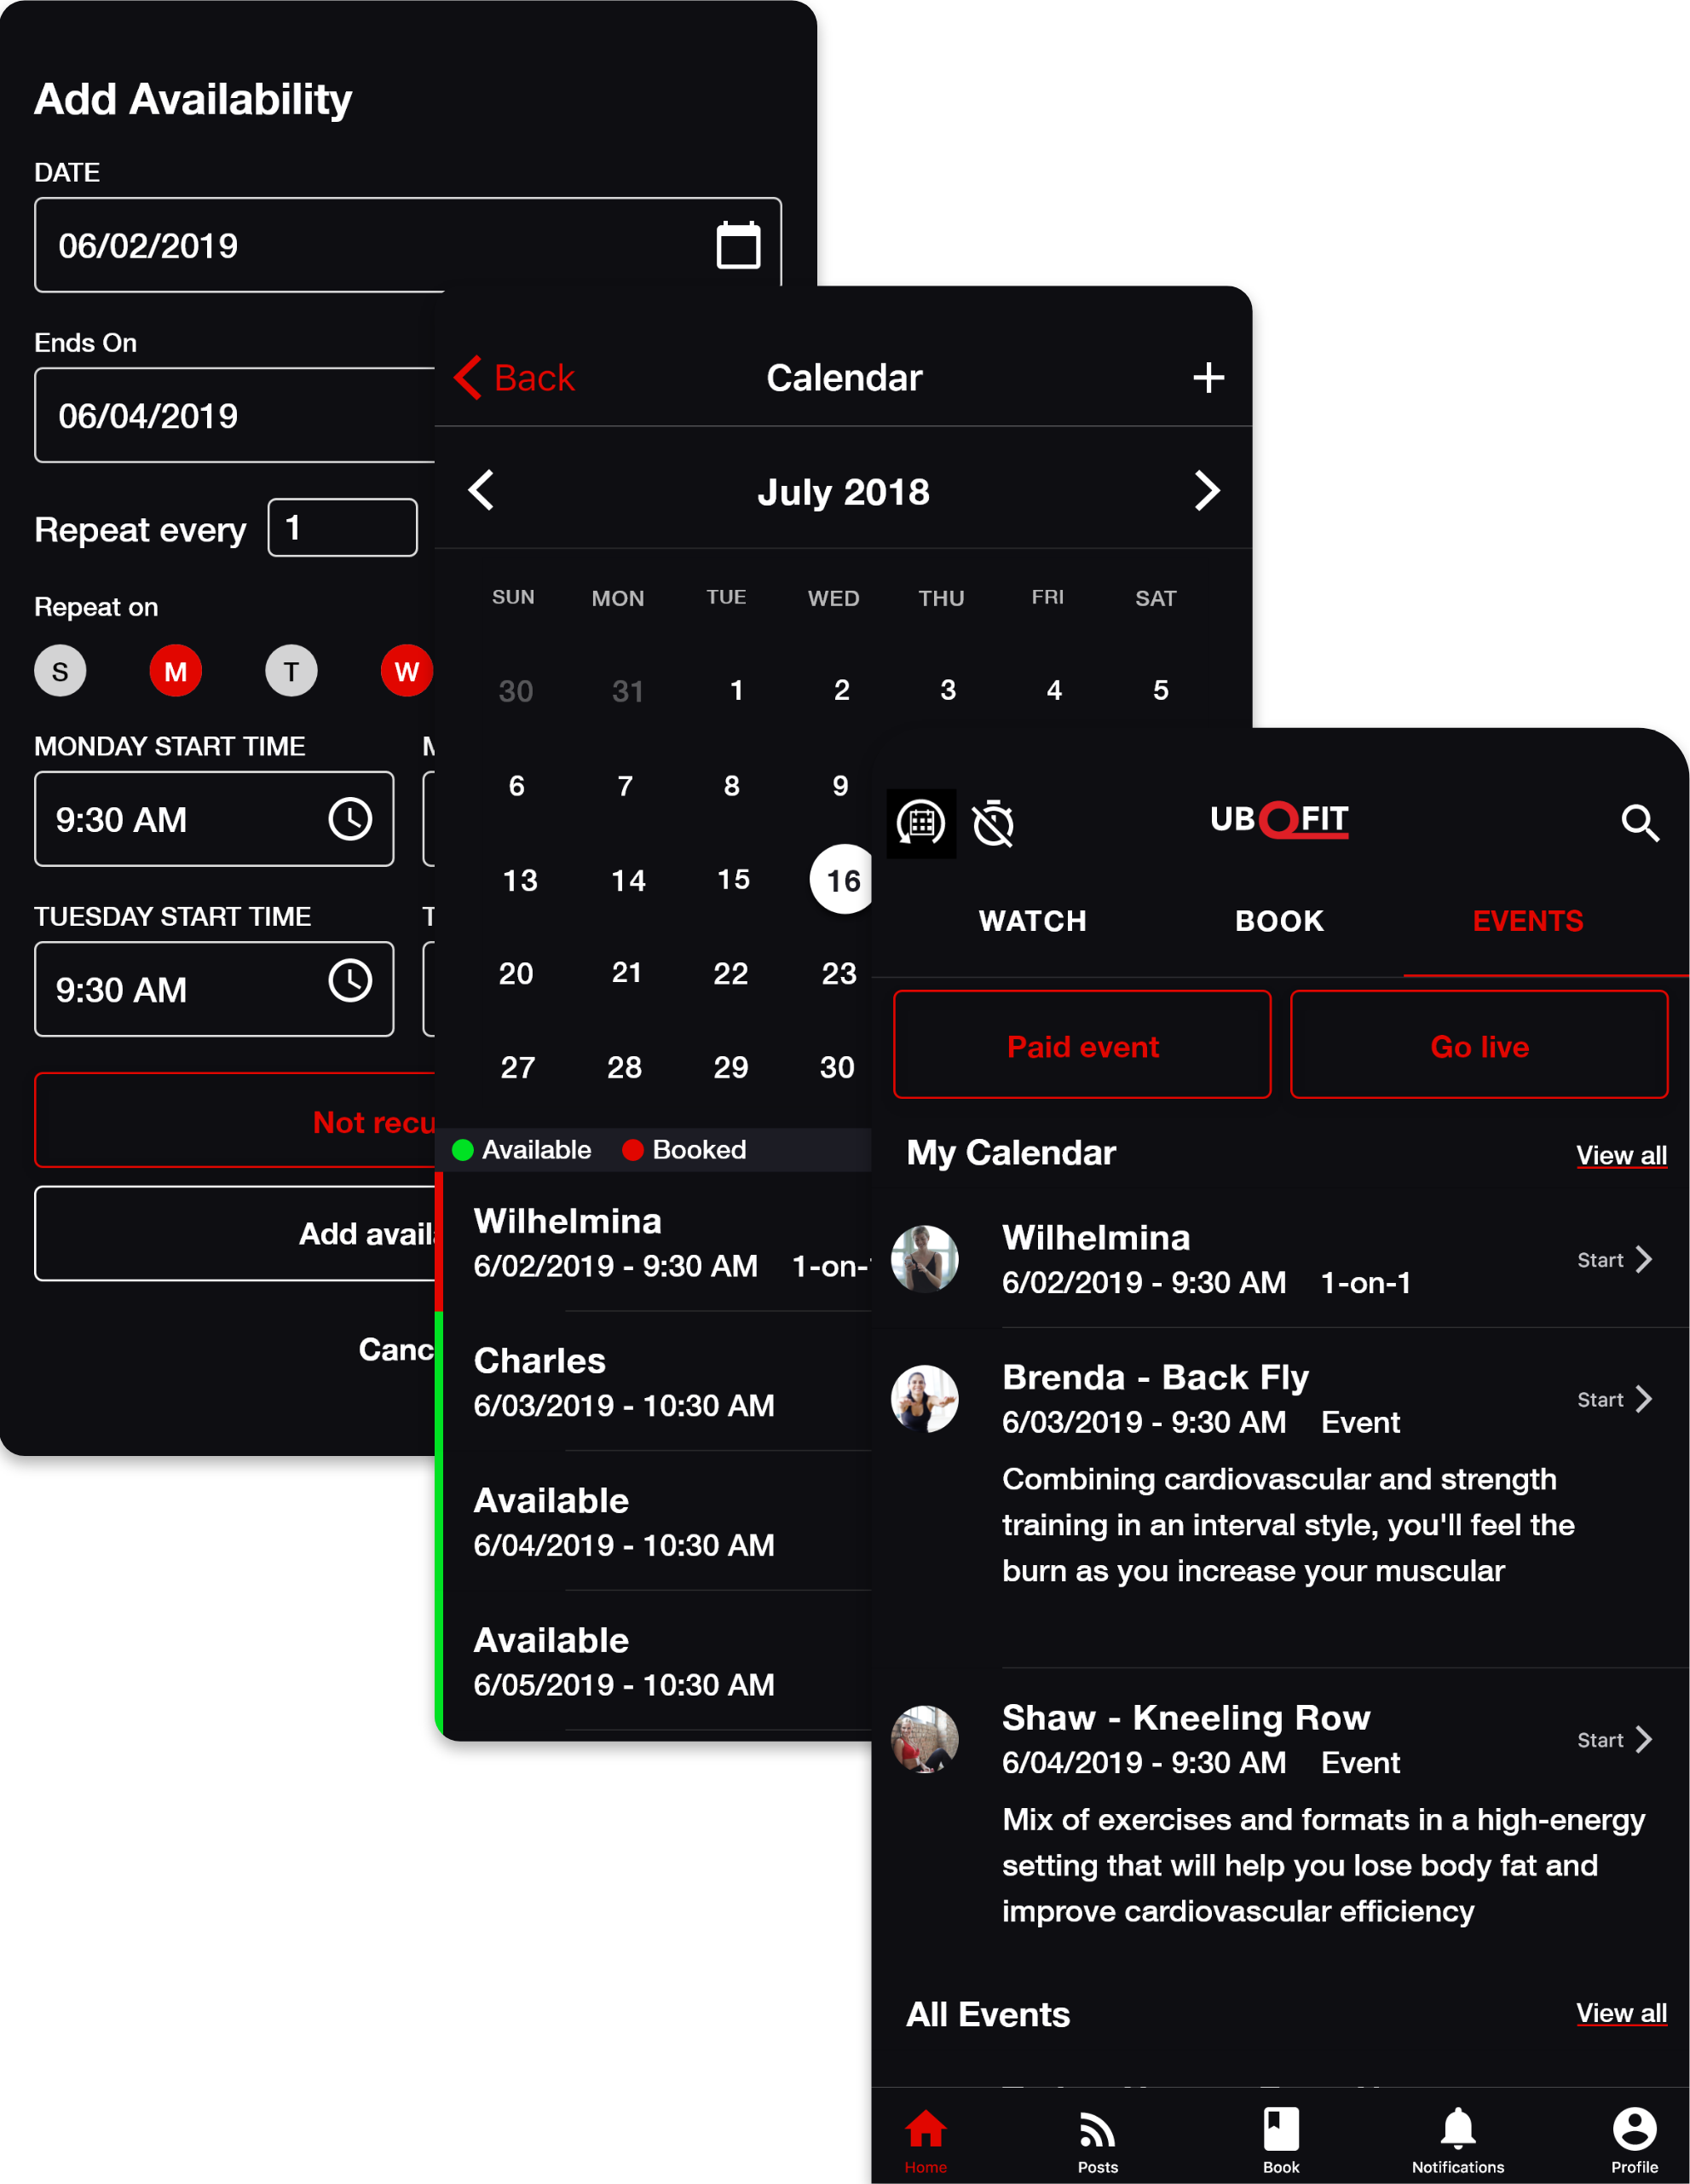 Add Availability
DATE
06/02/2019
Ends On
06/04/2019
Repeat every 1
Repeat on
S M T W
MONDAY START TIME
9:30 AM
TUESDAY START TIME
9:30 AM
Not
Add
Back Calendar +
July 2018
SUN MON TUE WED THU FRI SAT
30 31 1 2 3 4 5
6 7 8 9
13 14 15 16
20 21 22 23
27 28 29 30
Available Booked
Wilhelmina
6/02/2019 - 9:30 AM 1-on-
Charles
6/03/2019 - 10:30 AM
Available
6/04/2019 - 10:30 AM
Available
6/05/2019 - 10:30 AM
UBOFIT
WATCH BOOK EVENTS
Paid event Go live
My Calendar View all
Wilhelmina
6/02/2019 - 9:30 AM 1-on-1
Start
Brenda - Back Fly
6/03/2019 - 9:30 AM Event
Start
Combining cardiovascular and strength
training in an interval style, you'll feel the
burn as you increase your muscular
Shaw - Kneeling Row
6/04/2019 - 9:30 AM Event
Start
Mix of exercises and formats in a high-energy
setting that will help you lose body fat and
improve cardiovascular efficiency
All Events View all
Home Posts Book Notifications Profile